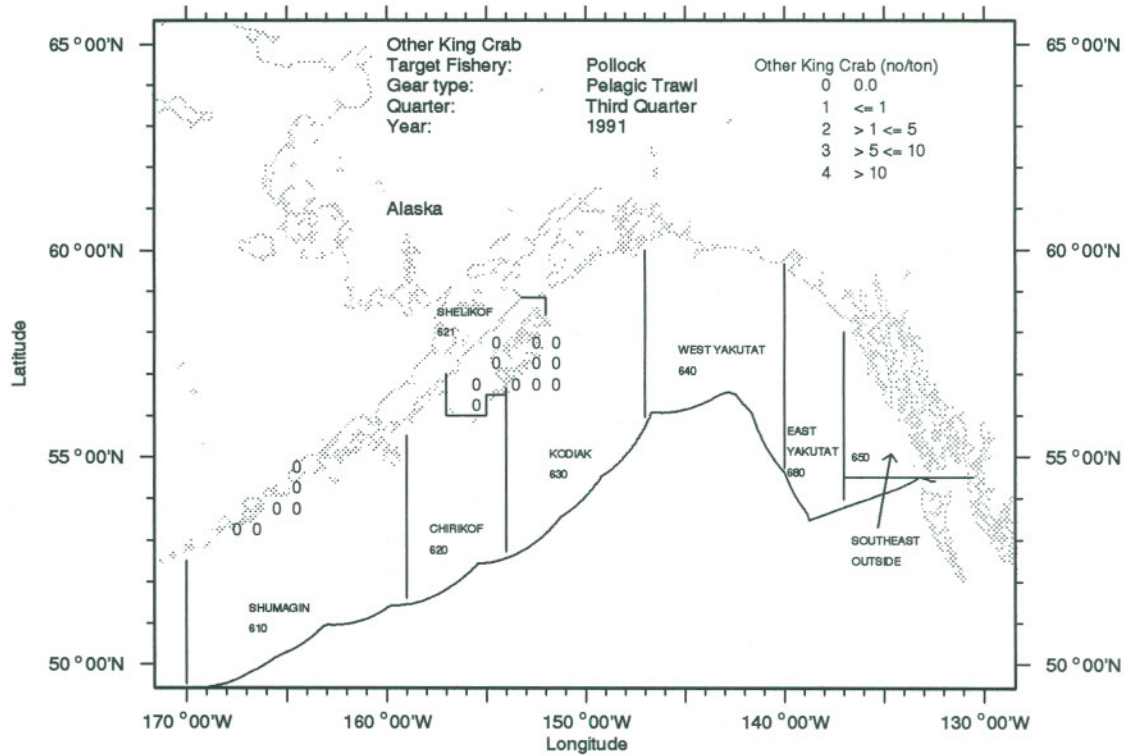 Other King Crab
Target Fishery: Pollock
Gear type: Pelagic Trawl
Quarter: Third Quarter
Year: 1991
Other King Crab (no/ton)
0 0.0
1 <= 1
2 > 1 <= 5
3 > 5 <= 10
4 > 10
65°00'N
65°00'N
Alaska
60°00'N
60°00'N
SHELIKOF
621
0 0 0
0 0 0
0 0 0 0 0
0
WEST YAKUTAT
640
EAST
YAKUTAT
680
650
KODIAK
630
55°00'N
55°00'N
0
0
0 0
0 0
CHIRIKOF
620
SOUTHEAST
OUTSIDE
SHUMAGIN
610
50°00'N
50°00'N
Latitude
170°00'W 160°00'W 150°00'W 140°00'W 130°00'W
Longitude